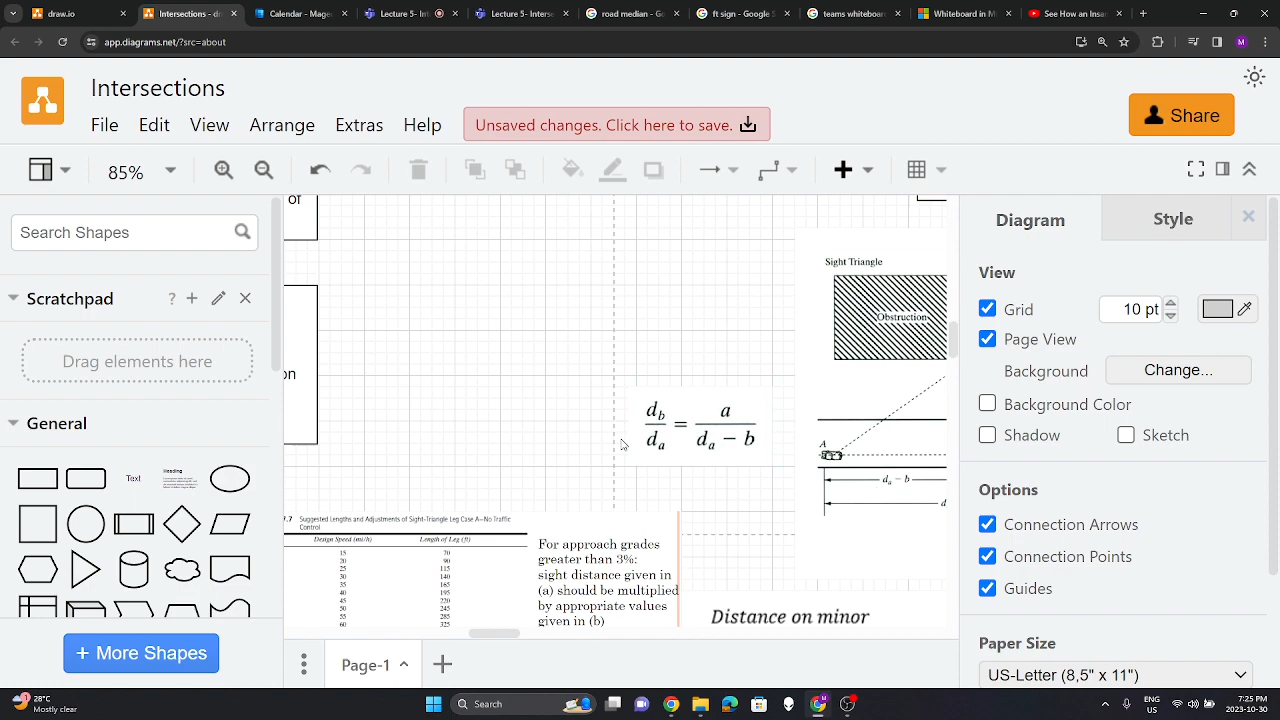 draw.io
Intersections - dra
Calendar - Mage
Lecture 5- Int
Lecture 5- Interse
road median - Go
ft sign - Google S
teams whiteboard
Whiteboard in Mi
See How an Insa
app.diagrams.net/?src=about
Intersections
File Edit View Arrange Extras Help
Unsaved changes. Click here to save.
Share
85%
Search Shapes
Scratchpad
?
Drag elements here
General
Text
Heading
+ More Shapes
of
on
d_b / d_a = a / (d_a − b)
Sight Triangle
Obstruction
A
d_a − b
d
7.7 Suggested Lengths and Adjustments of Sight-Triangle Leg Case A—No Traffic
Control
Design Speed (mi/h) Length of Leg (ft)
15 70
20 90
25 115
30 140
35 165
40 195
45 220
50 245
55 285
60 325
For approach grades
greater than 3%:
sight distance given in
(a) should be multiplied
by appropriate values
given in (b)
Distance on minor
Page-1
Diagram
Style
View
Grid
10 pt
Page View
Background
Change...
Background Color
Shadow
Sketch
Options
Connection Arrows
Connection Points
Guides
Paper Size
US-Letter (8,5" x 11")
28°C
Mostly clear
Search
ENG
US
7:25 PM
2023-10-30